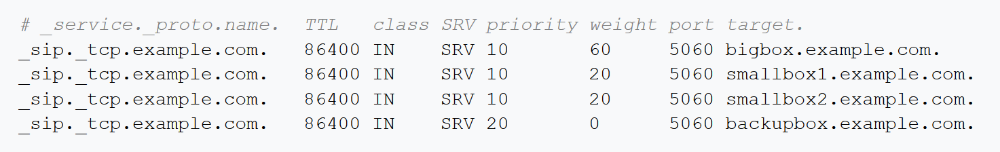 # _service._proto.name. TTL class SRV priority weight port target.
_sip._tcp.example.com. 86400 IN SRV 10 60 5060 bigbox.example.com.
_sip._tcp.example.com. 86400 IN SRV 10 20 5060 smallbox1.example.com.
_sip._tcp.example.com. 86400 IN SRV 10 20 5060 smallbox2.example.com.
_sip._tcp.example.com. 86400 IN SRV 20 0 5060 backupbox.example.com.